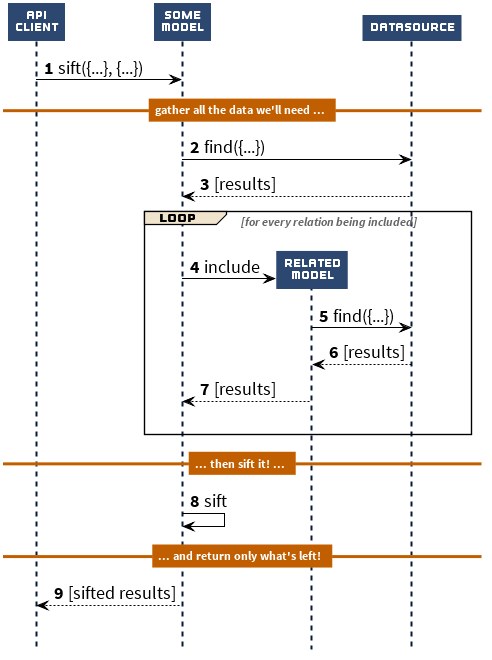 API
CLIENT
SOME
MODEL
DATASOURCE
1 sift({...}, {...})
gather all the data we'll need ...
2 find({...})
3 [results]
LOOP
[for every relation being included]
4 include
RELATED
MODEL
5 find({...})
6 [results]
7 [results]
... then sift it! ...
8 sift
... and return only what's left!
9 [sifted results]